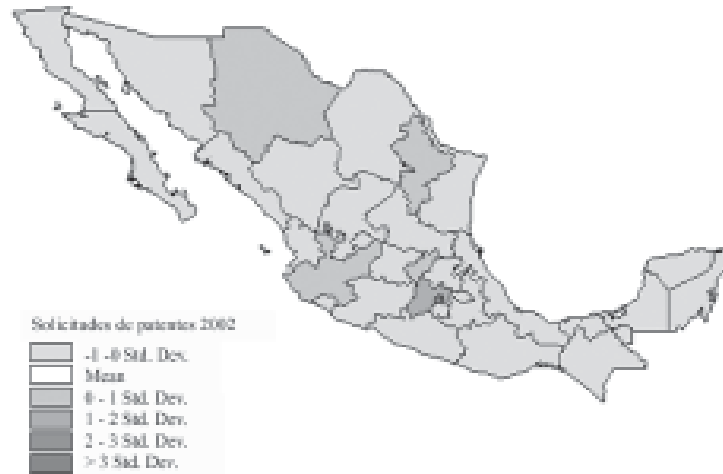 Solicitudes de patentes 2002
-1 -0 Std. Dev.
Mean
0 - 1 Std. Dev.
1 - 2 Std. Dev.
2 - 3 Std. Dev.
> 3 Std. Dev.